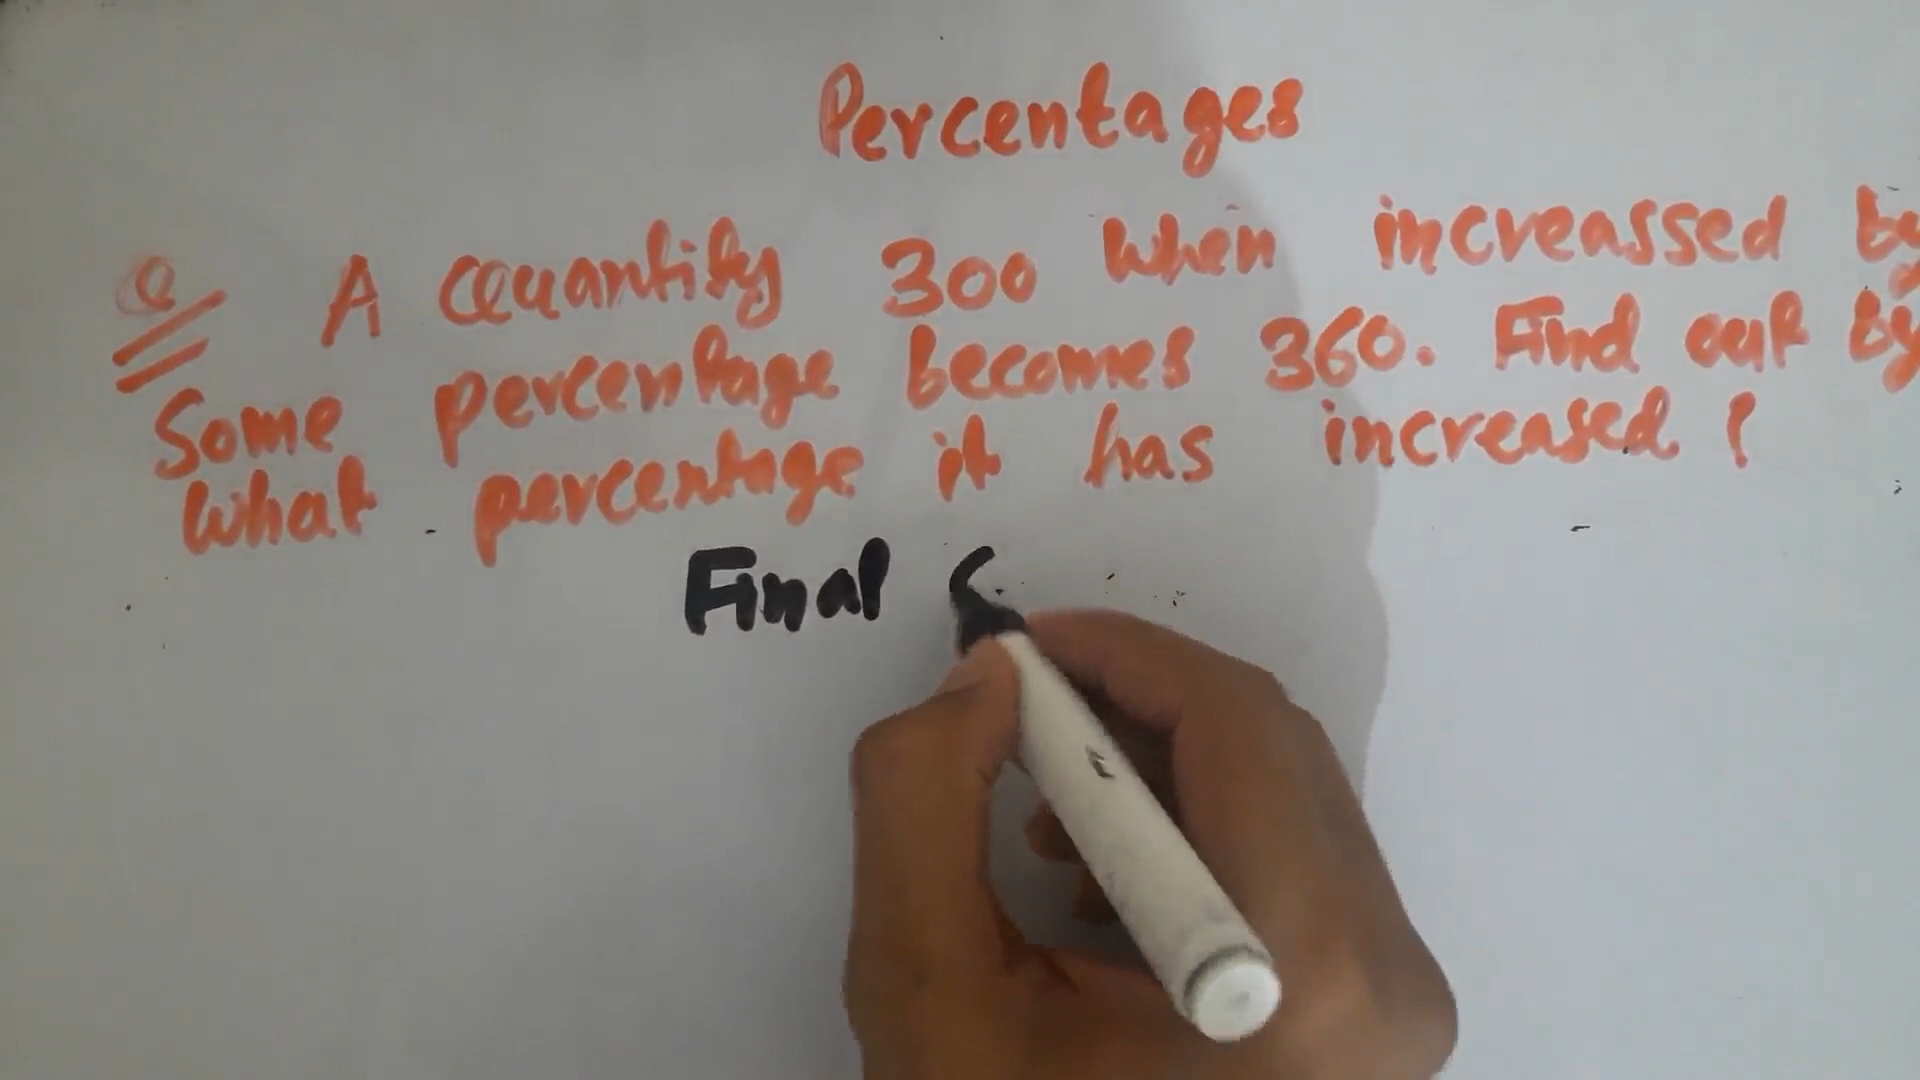 Percentages
Q A Quantity 300 when increassed by
Some percentage becomes 360. Find out by
What percentage it has increased ?
Final